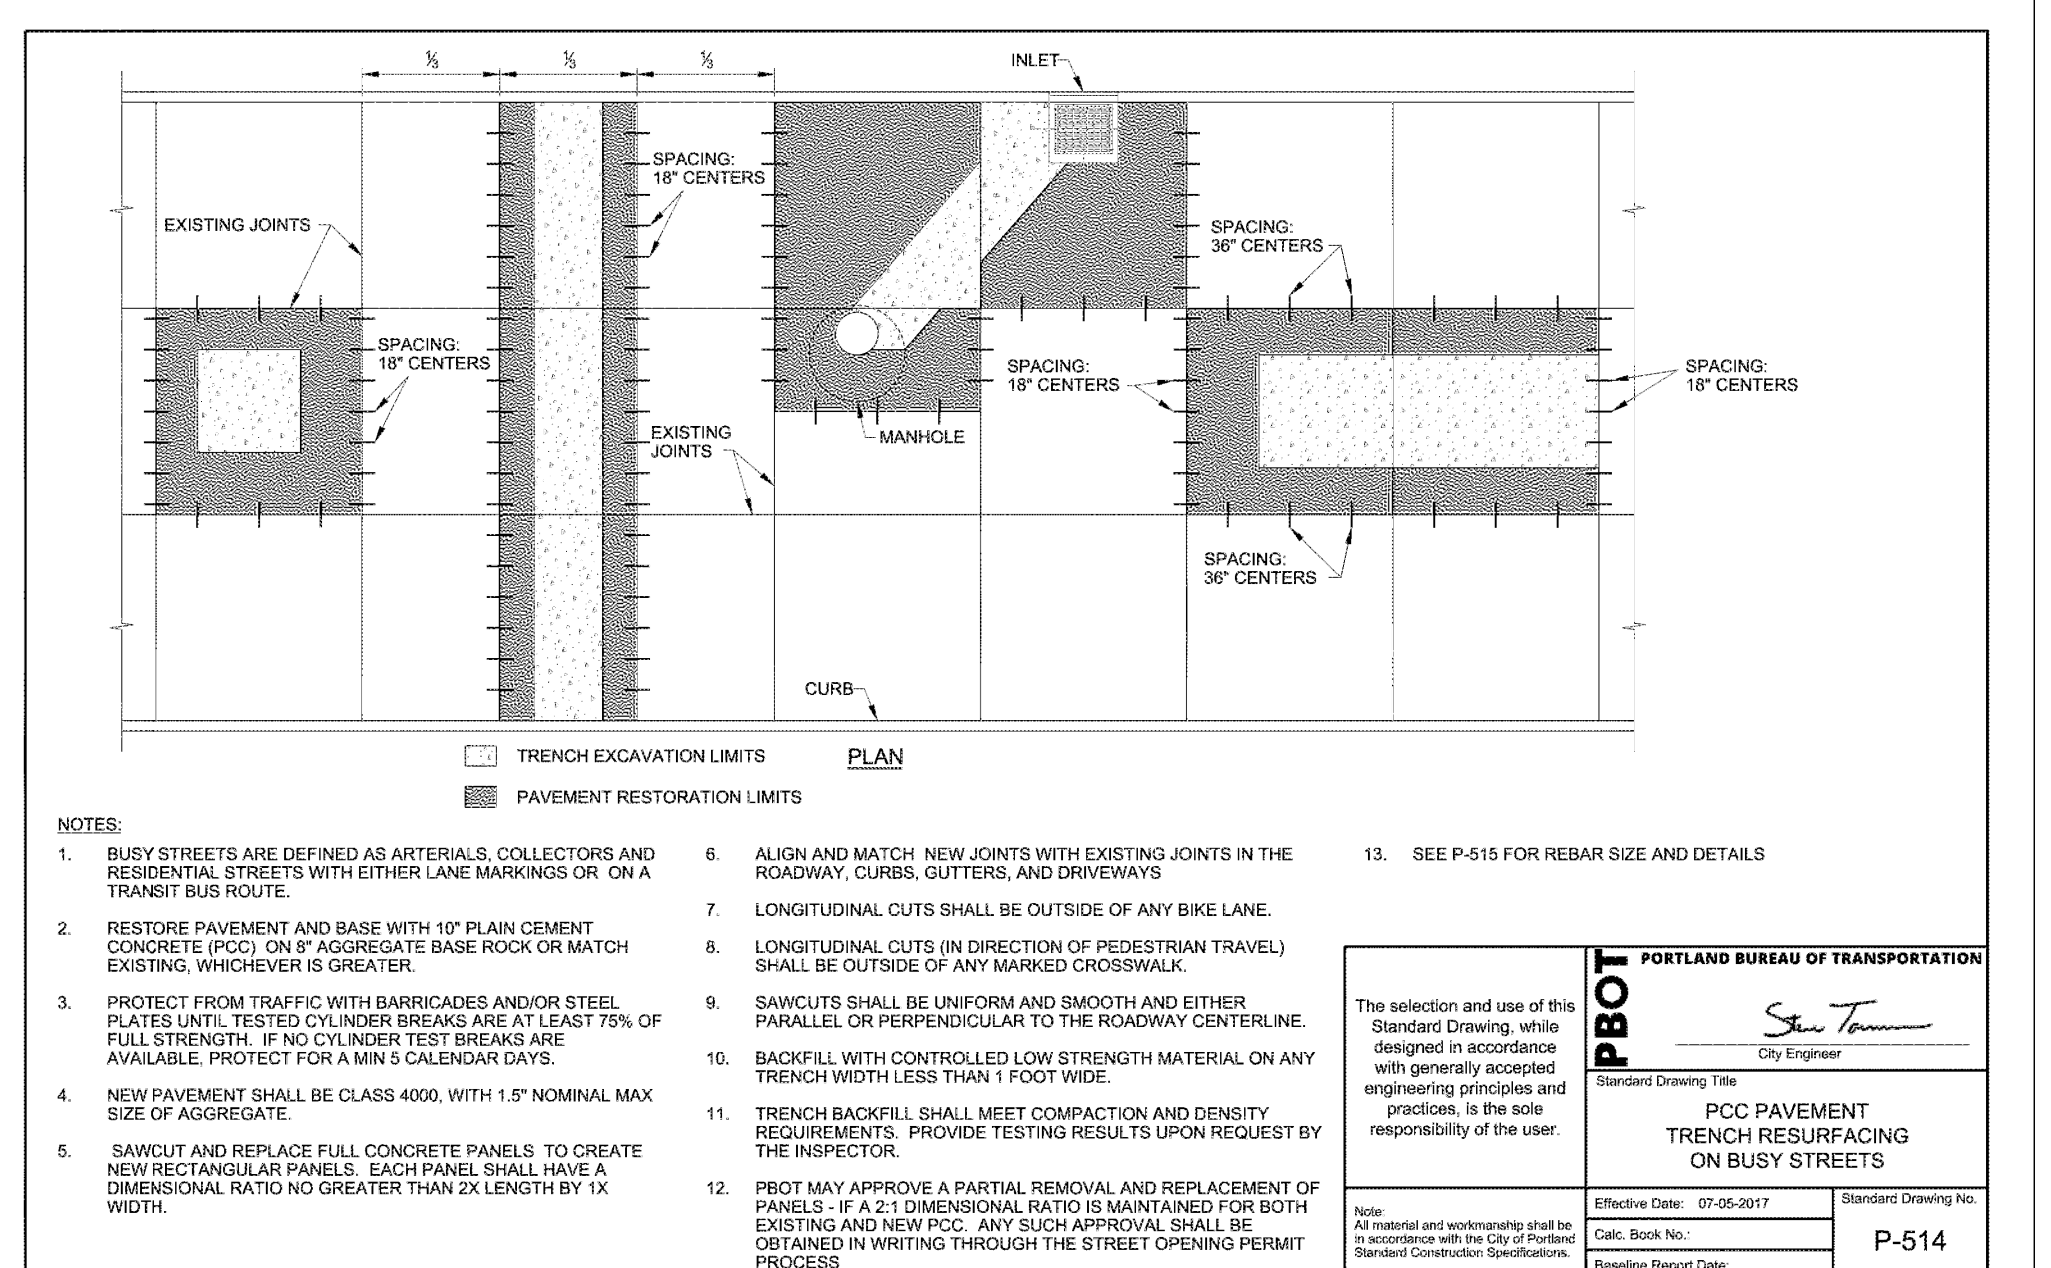 ⅓ ⅓ ⅓
INLET
SPACING:
18" CENTERS
EXISTING JOINTS
SPACING:
36" CENTERS
SPACING:
18" CENTERS
SPACING:
18" CENTERS
SPACING:
18" CENTERS
EXISTING
JOINTS
MANHOLE
SPACING:
36" CENTERS
CURB
TRENCH EXCAVATION LIMITS
PLAN
PAVEMENT RESTORATION LIMITS
NOTES:
1. BUSY STREETS ARE DEFINED AS ARTERIALS, COLLECTORS AND
RESIDENTIAL STREETS WITH EITHER LANE MARKINGS OR ON A
TRANSIT BUS ROUTE.
2. RESTORE PAVEMENT AND BASE WITH 10" PLAIN CEMENT
CONCRETE (PCC) ON 8" AGGREGATE BASE ROCK OR MATCH
EXISTING, WHICHEVER IS GREATER.
3. PROTECT FROM TRAFFIC WITH BARRICADES AND/OR STEEL
PLATES UNTIL TESTED CYLINDER BREAKS ARE AT LEAST 75% OF
FULL STRENGTH. IF NO CYLINDER TEST BREAKS ARE
AVAILABLE, PROTECT FOR A MIN 5 CALENDAR DAYS.
4. NEW PAVEMENT SHALL BE CLASS 4000, WITH 1.5" NOMINAL MAX
SIZE OF AGGREGATE.
5. SAWCUT AND REPLACE FULL CONCRETE PANELS TO CREATE
NEW RECTANGULAR PANELS. EACH PANEL SHALL HAVE A
DIMENSIONAL RATIO NO GREATER THAN 2X LENGTH BY 1X
WIDTH.
6. ALIGN AND MATCH NEW JOINTS WITH EXISTING JOINTS IN THE
ROADWAY, CURBS, GUTTERS, AND DRIVEWAYS
7. LONGITUDINAL CUTS SHALL BE OUTSIDE OF ANY BIKE LANE.
8. LONGITUDINAL CUTS (IN DIRECTION OF PEDESTRIAN TRAVEL)
SHALL BE OUTSIDE OF ANY MARKED CROSSWALK.
9. SAWCUTS SHALL BE UNIFORM AND SMOOTH AND EITHER
PARALLEL OR PERPENDICULAR TO THE ROADWAY CENTERLINE.
10. BACKFILL WITH CONTROLLED LOW STRENGTH MATERIAL ON ANY
TRENCH WIDTH LESS THAN 1 FOOT WIDE.
11. TRENCH BACKFILL SHALL MEET COMPACTION AND DENSITY
REQUIREMENTS. PROVIDE TESTING RESULTS UPON REQUEST BY
THE INSPECTOR.
12. PBOT MAY APPROVE A PARTIAL REMOVAL AND REPLACEMENT OF
PANELS - IF A 2:1 DIMENSIONAL RATIO IS MAINTAINED FOR BOTH
EXISTING AND NEW PCC. ANY SUCH APPROVAL SHALL BE
OBTAINED IN WRITING THROUGH THE STREET OPENING PERMIT
PROCESS
13. SEE P-515 FOR REBAR SIZE AND DETAILS
The selection and use of this
Standard Drawing, while
designed in accordance
with generally accepted
engineering principles and
practices, is the sole
responsibility of the user.
Note:
All material and workmanship shall be
in accordance with the City of Portland
Standard Construction Specifications.
PBOT
PORTLAND BUREAU OF TRANSPORTATION
City Engineer
Standard Drawing Title
PCC PAVEMENT
TRENCH RESURFACING
ON BUSY STREETS
Effective Date: 07-05-2017
Standard Drawing No.
Calc. Book No.:
P-514
Baseline Report Date: